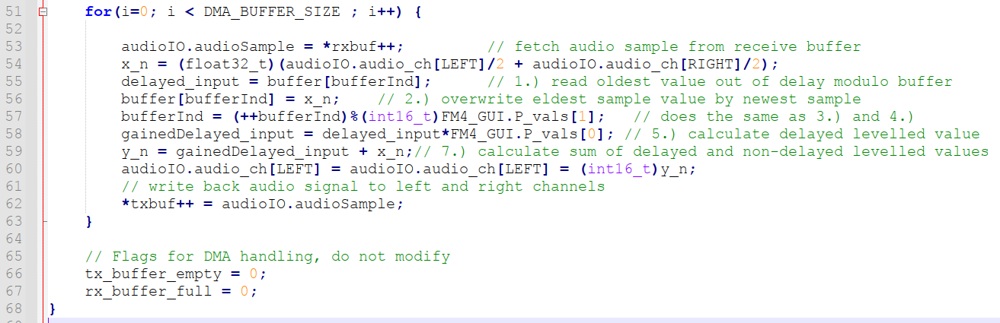 51 for(i=0; i < DMA_BUFFER_SIZE ; i++) {
52
53 audioIO.audioSample = *rxbuf++; // fetch audio sample from receive buffer
54 x_n = (float32_t)(audioIO.audio_ch[LEFT]/2 + audioIO.audio_ch[RIGHT]/2);
55 delayed_input = buffer[bufferInd]; // 1.) read oldest value out of delay modulo buffer
56 buffer[bufferInd] = x_n; // 2.) overwrite eldest sample value by newest sample
57 bufferInd = (++bufferInd)%(int16_t)FM4_GUI.P_vals[1]; // does the same as 3.) and 4.)
58 gainedDelayed_input = delayed_input*FM4_GUI.P_vals[0]; // 5.) calculate delayed levelled value
59 y_n = gainedDelayed_input + x_n;// 7.) calculate sum of delayed and non-delayed levelled values
60 audioIO.audio_ch[LEFT] = audioIO.audio_ch[LEFT] = (int16_t)y_n;
61 // write back audio signal to left and right channels
62 *txbuf++ = audioIO.audioSample;
63 }
64
65 // Flags for DMA handling, do not modify
66 tx_buffer_empty = 0;
67 rx_buffer_full = 0;
68 }